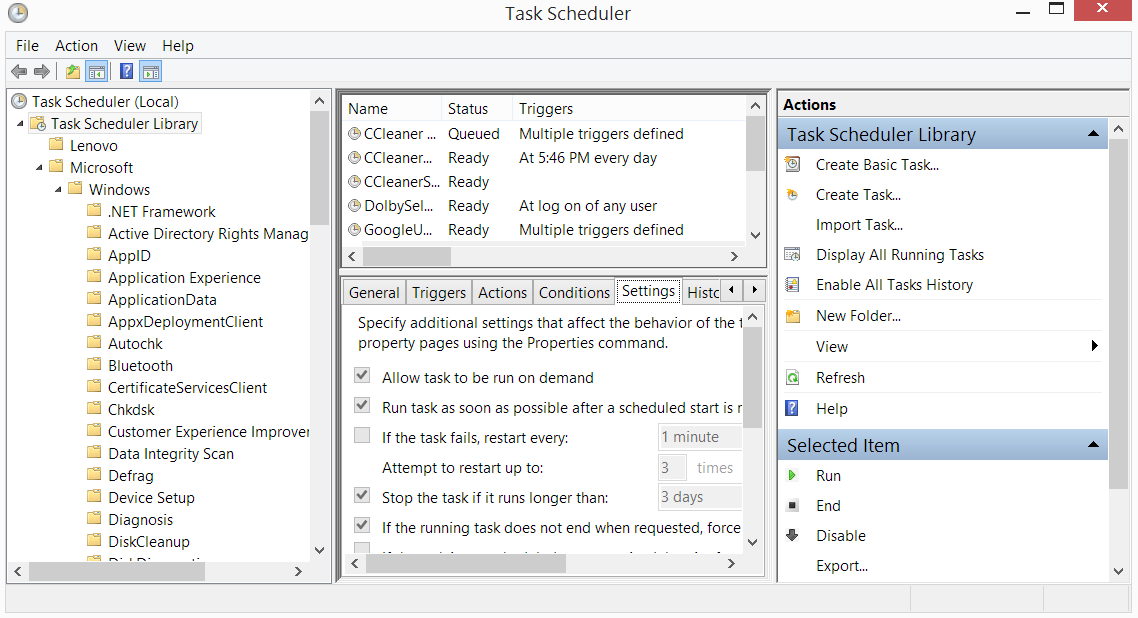 Task Scheduler
File Action View Help
Task Scheduler (Local)
Task Scheduler Library
Lenovo
Microsoft
Windows
.NET Framework
Active Directory Rights Manag
AppID
Application Experience
ApplicationData
AppxDeploymentClient
Autochk
Bluetooth
CertificateServicesClient
Chkdsk
Customer Experience Improver
Data Integrity Scan
Defrag
Device Setup
Diagnosis
DiskCleanup
Name Status Triggers
CCleaner ... Queued Multiple triggers defined
CCleaner... Ready At 5:46 PM every day
CCleanerS... Ready
DolbySel... Ready At log on of any user
GoogleU... Ready Multiple triggers defined
General Triggers Actions Conditions Settings Histo
Specify additional settings that affect the behavior of the t
property pages using the Properties command.
Allow task to be run on demand
Run task as soon as possible after a scheduled start is r
If the task fails, restart every: 1 minute
Attempt to restart up to: 3 times
Stop the task if it runs longer than: 3 days
If the running task does not end when requested, force
Actions
Task Scheduler Library
Create Basic Task...
Create Task...
Import Task...
Display All Running Tasks
Enable All Tasks History
New Folder...
View
Refresh
Help
Selected Item
Run
End
Disable
Export...